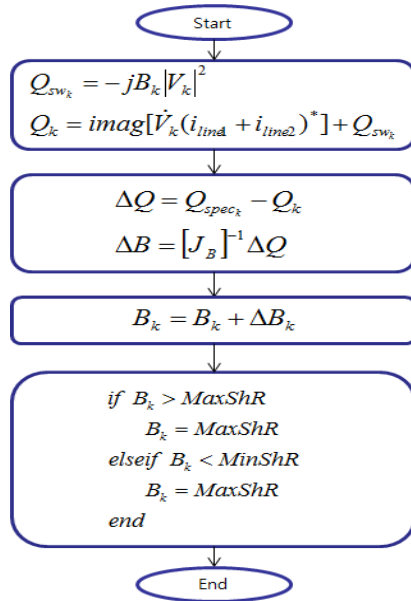 Start
Q_{sw_k} = -jB_k|V_k|^2
Q_k = imag[\dot{V}_k(i_{line1} + i_{line2})^*] + Q_{sw_k}
ΔQ = Q_{spec_k} - Q_k
ΔB = [J_B]^{-1} ΔQ
B_k = B_k + ΔB_k
if B_k > MaxShR
B_k = MaxShR
elseif B_k < MinShR
B_k = MaxShR
end
End